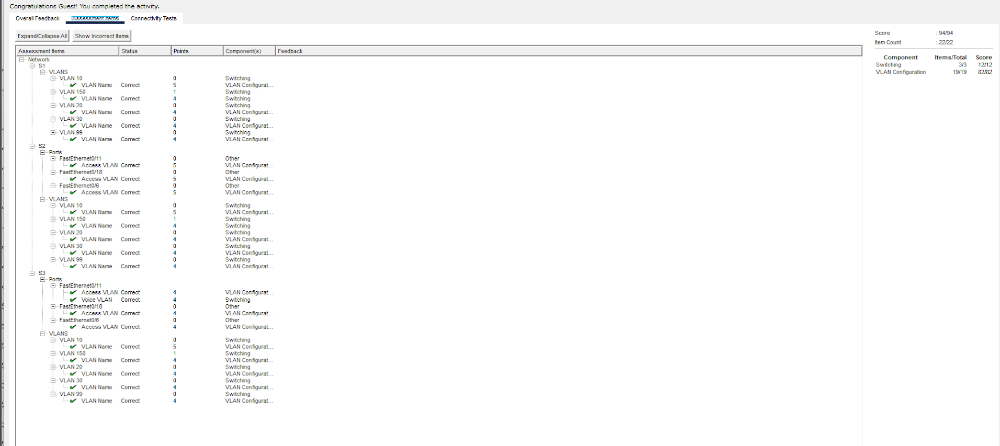 Congratulations Guest! You completed the activity.
Overall Feedback Assessment Items Connectivity Tests
Expand/Collapse All Show Incorrect Items
Score : 94/94
Item Count : 22/22
Component Items/Total Score
Switching 3/3 12/12
VLAN Configuration 19/19 82/82
Assessment Items Status Points Component(s) Feedback
Network
S1
VLANS
VLAN 10 0 Switching
VLAN Name Correct 5 VLAN Configurat...
VLAN 150 1 Switching
VLAN Name Correct 4 Switching
VLAN 20 0 Switching
VLAN Name Correct 4 VLAN Configurat...
VLAN 30 0 Switching
VLAN Name Correct 4 VLAN Configurat...
VLAN 99 0 Switching
VLAN Name Correct 4 VLAN Configurat...
S2
Ports
FastEthernet0/11 0 Other
Access VLAN Correct 5 VLAN Configurat...
FastEthernet0/18 0 Other
Access VLAN Correct 5 VLAN Configurat...
FastEthernet0/6 0 Other
Access VLAN Correct 5 VLAN Configurat...
VLANS
VLAN 10 0 Switching
VLAN Name Correct 5 VLAN Configurat...
VLAN 150 1 Switching
VLAN Name Correct 4 Switching
VLAN 20 0 Switching
VLAN Name Correct 4 VLAN Configurat...
VLAN 30 0 Switching
VLAN Name Correct 4 VLAN Configurat...
VLAN 99 0 Switching
VLAN Name Correct 4 VLAN Configurat...
S3
Ports
FastEthernet0/11
Access VLAN Correct 4 VLAN Configurat...
Voice VLAN Correct 4 Switching
FastEthernet0/18 0 Other
Access VLAN Correct 4 VLAN Configurat...
FastEthernet0/6 0 Other
Access VLAN Correct 4 VLAN Configurat...
VLANS
VLAN 10 0 Switching
VLAN Name Correct 5 VLAN Configurat...
VLAN 150 1 Switching
VLAN Name Correct 4 VLAN Configurat...
VLAN 20 0 Switching
VLAN Name Correct 4 VLAN Configurat...
VLAN 30 0 Switching
VLAN Name Correct 4 VLAN Configurat...
VLAN 99 0 Switching
VLAN Name Correct 4 VLAN Configurat...